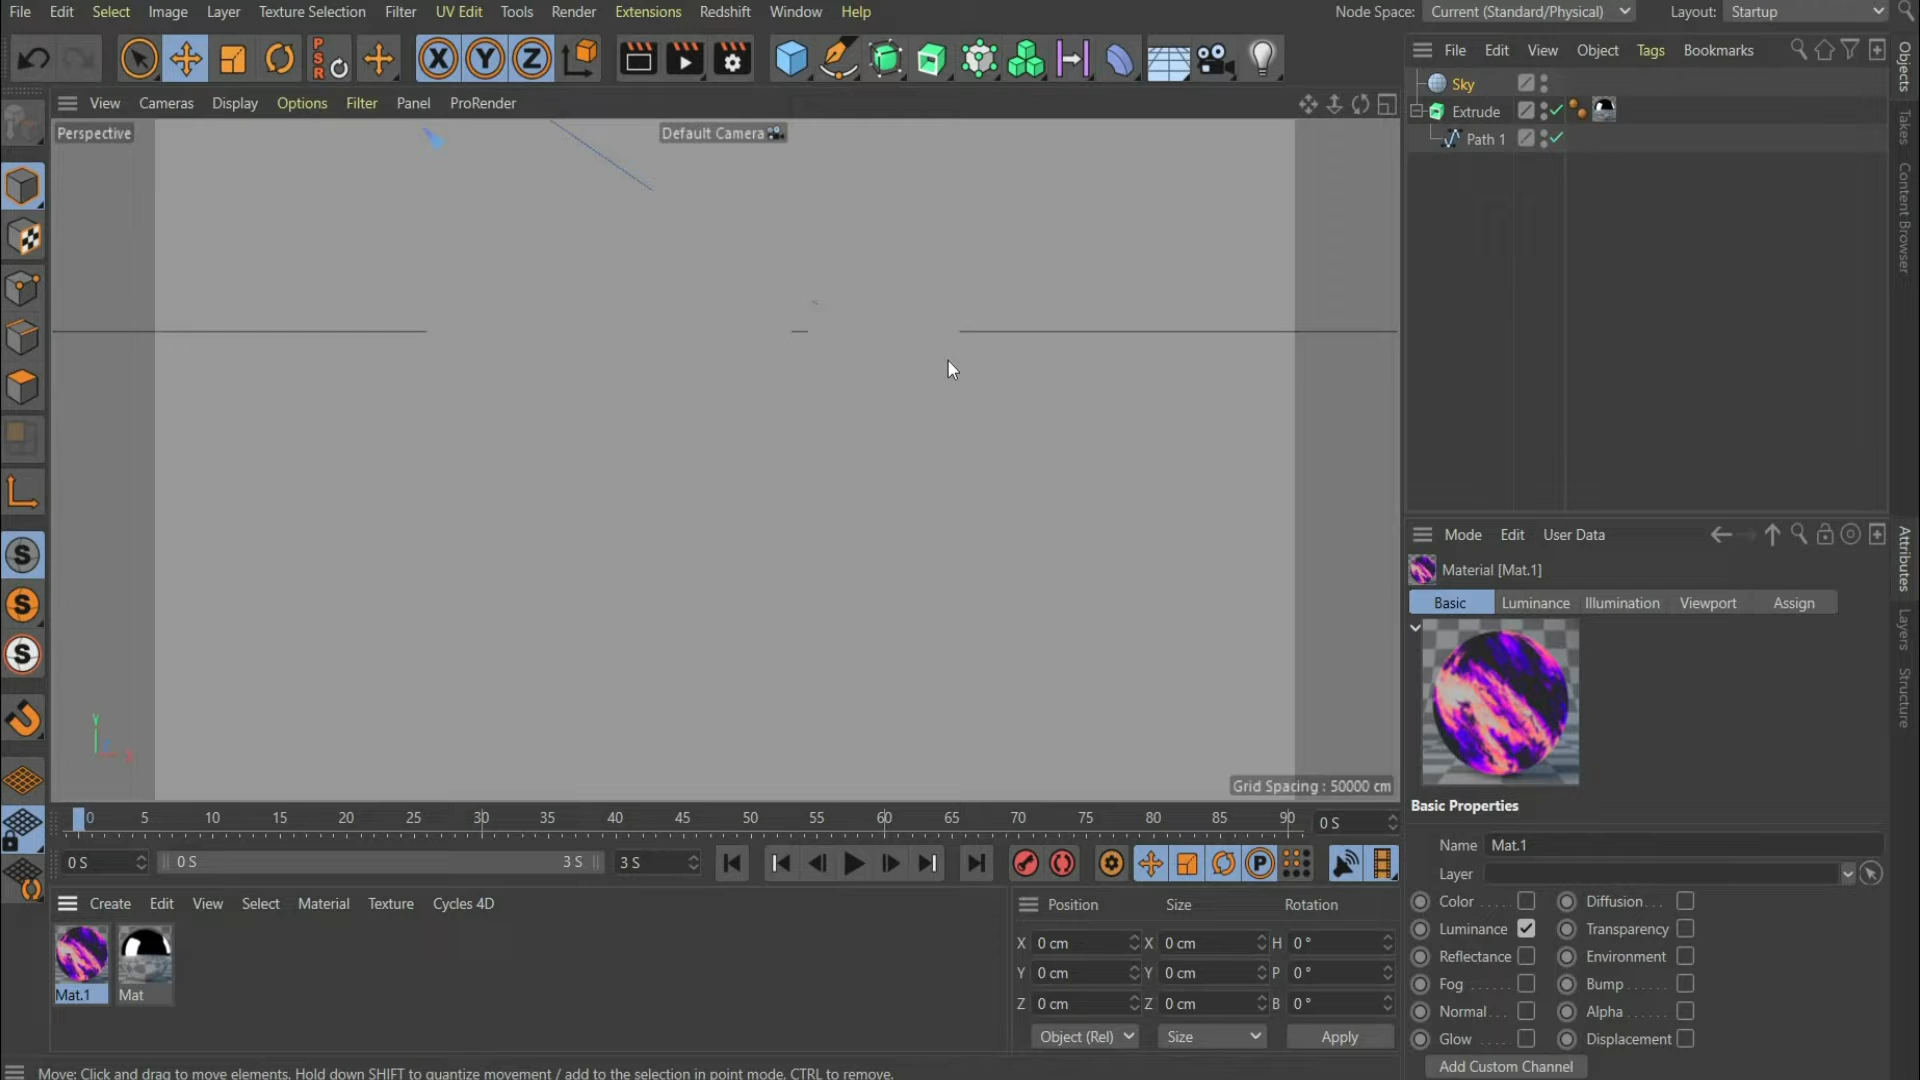 File Edit Select Image Layer Texture Selection Filter UV Edit Tools Render Extensions Redshift Window Help Node Space: Current (Standard/Physical) Layout: Startup
P S R X Y Z
File Edit View Object Tags Bookmarks
View Cameras Display Options Filter Panel ProRender
Perspective Default Camera
Sky
Extrude
Path 1
Objects
Takes
Content Browser
S
S
S
Y
X
Grid Spacing : 50000 cm
0 5 10 15 20 25 30 35 40 45 50 55 60 65 70 75 80 85 90 0 S
0 S 0 S 3 S 3 S P
Create Edit View Select Material Texture Cycles 4D
Mat.1 Mat
Position Size Rotation
X 0 cm X 0 cm H 0 °
Y 0 cm Y 0 cm P 0 °
Z 0 cm Z 0 cm B 0 °
Object (Rel) Size Apply
Mode Edit User Data
Material [Mat.1]
Basic Luminance Illumination Viewport Assign
Attributes
Layers
Structure
Basic Properties
Name Mat.1
Layer
Color . . . . . Diffusion. . .
Luminance Transparency
Reflectance Environment
Fog . . . . . . Bump. . . . . .
Normal. . . Alpha . . . . . .
Glow . . . . . Displacement
Add Custom Channel
Move: Click and drag to move elements. Hold down SHIFT to quantize movement / add to the selection in point mode, CTRL to remove.